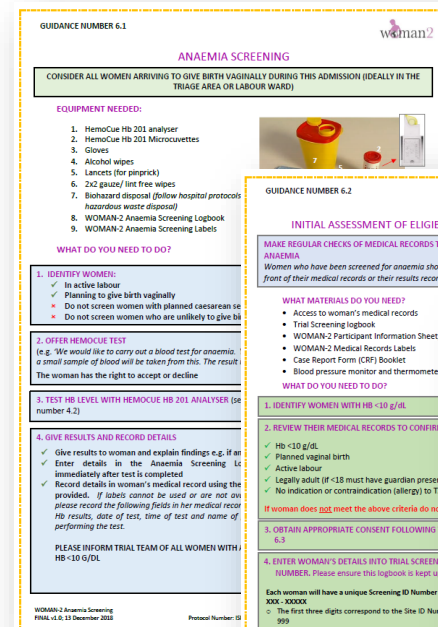 GUIDANCE NUMBER 6.1
woman2
ANAEMIA SCREENING
CONSIDER ALL WOMEN ARRIVING TO GIVE BIRTH VAGINALLY DURING THIS ADMISSION (IDEALLY IN THE
TRIAGE AREA OR LABOUR WARD)
EQUIPMENT NEEDED:
1. HemoCue Hb 201 analyser
2. HemoCue Hb 201 Microcuvettes
3. Gloves
4. Alcohol wipes
5. Lancets (for pinprick)
6. 2x2 gauze/ lint free wipes
7. Biohazard disposal (follow hospital protocols
hazardous waste disposal)
8. WOMAN-2 Anaemia Screening Logbook
9. WOMAN-2 Anaemia Screening Labels
WHAT DO YOU NEED TO DO?
1. IDENTIFY WOMEN:
✓ In active labour
✓ Planning to give birth vaginally
× Do not screen women with planned caesarean se
× Do not screen women who are unlikely to give bi
2. OFFER HEMOCUE TEST
(e.g. 'We would like to carry out a blood test for anaemia.
a small sample of blood will be taken from this. The result
The woman has the right to accept or decline
3. TEST HB LEVEL WITH HEMOCUE HB 201 ANALYSER (se
number 4.2)
4. GIVE RESULTS AND RECORD DETAILS
✓ Give results to woman and explain findings e.g. if an
✓ Enter details in the Anaemia Screening Lo
immediately after test is completed
✓ Record details in woman's medical record using the
provided. If labels cannot be used or are not av
please record the following fields in her medical recor
Hb results, date of test, time of test and name of
performing the test.
PLEASE INFORM TRIAL TEAM OF ALL WOMEN WITH A
HB <10 G/DL
WOMAN-2 Anaemia Screening
FINAL v1.0; 13 December 2018
Protocol Number: IS
7
2
GUIDANCE NUMBER 6.2
INITIAL ASSESSMENT OF ELIGIB
MAKE REGULAR CHECKS OF MEDICAL RECORDS T
ANAEMIA
Women who have been screened for anaemia sho
front of their medical records or their results recor
WHAT MATERIALS DO YOU NEED?
• Access to woman's medical records
• Trial Screening logbook
• WOMAN-2 Participant Information Sheet
• WOMAN-2 Medical Records Labels
• Case Report Form (CRF) Booklet
• Blood pressure monitor and thermomete
WHAT DO YOU NEED TO DO?
1. IDENTIFY WOMEN WITH HB <10 g/dL
2. REVIEW THEIR MEDICAL RECORDS TO CONFIR
✓ Hb <10 g/dL
✓ Planned vaginal birth
✓ Active labour
✓ Legally adult (if <18 must have guardian preser
✓ No indication or contraindication (allergy) to T
If woman does not meet the above criteria do no
3. OBTAIN APPROPRIATE CONSENT FOLLOWING
6.3
4. ENTER WOMAN'S DETAILS INTO TRIAL SCREEN
NUMBER. Please ensure this logbook is kept u
Each woman will have a unique Screening ID Number
XXX - XXXXX
○ The first three digits correspond to the Site ID Nu
999